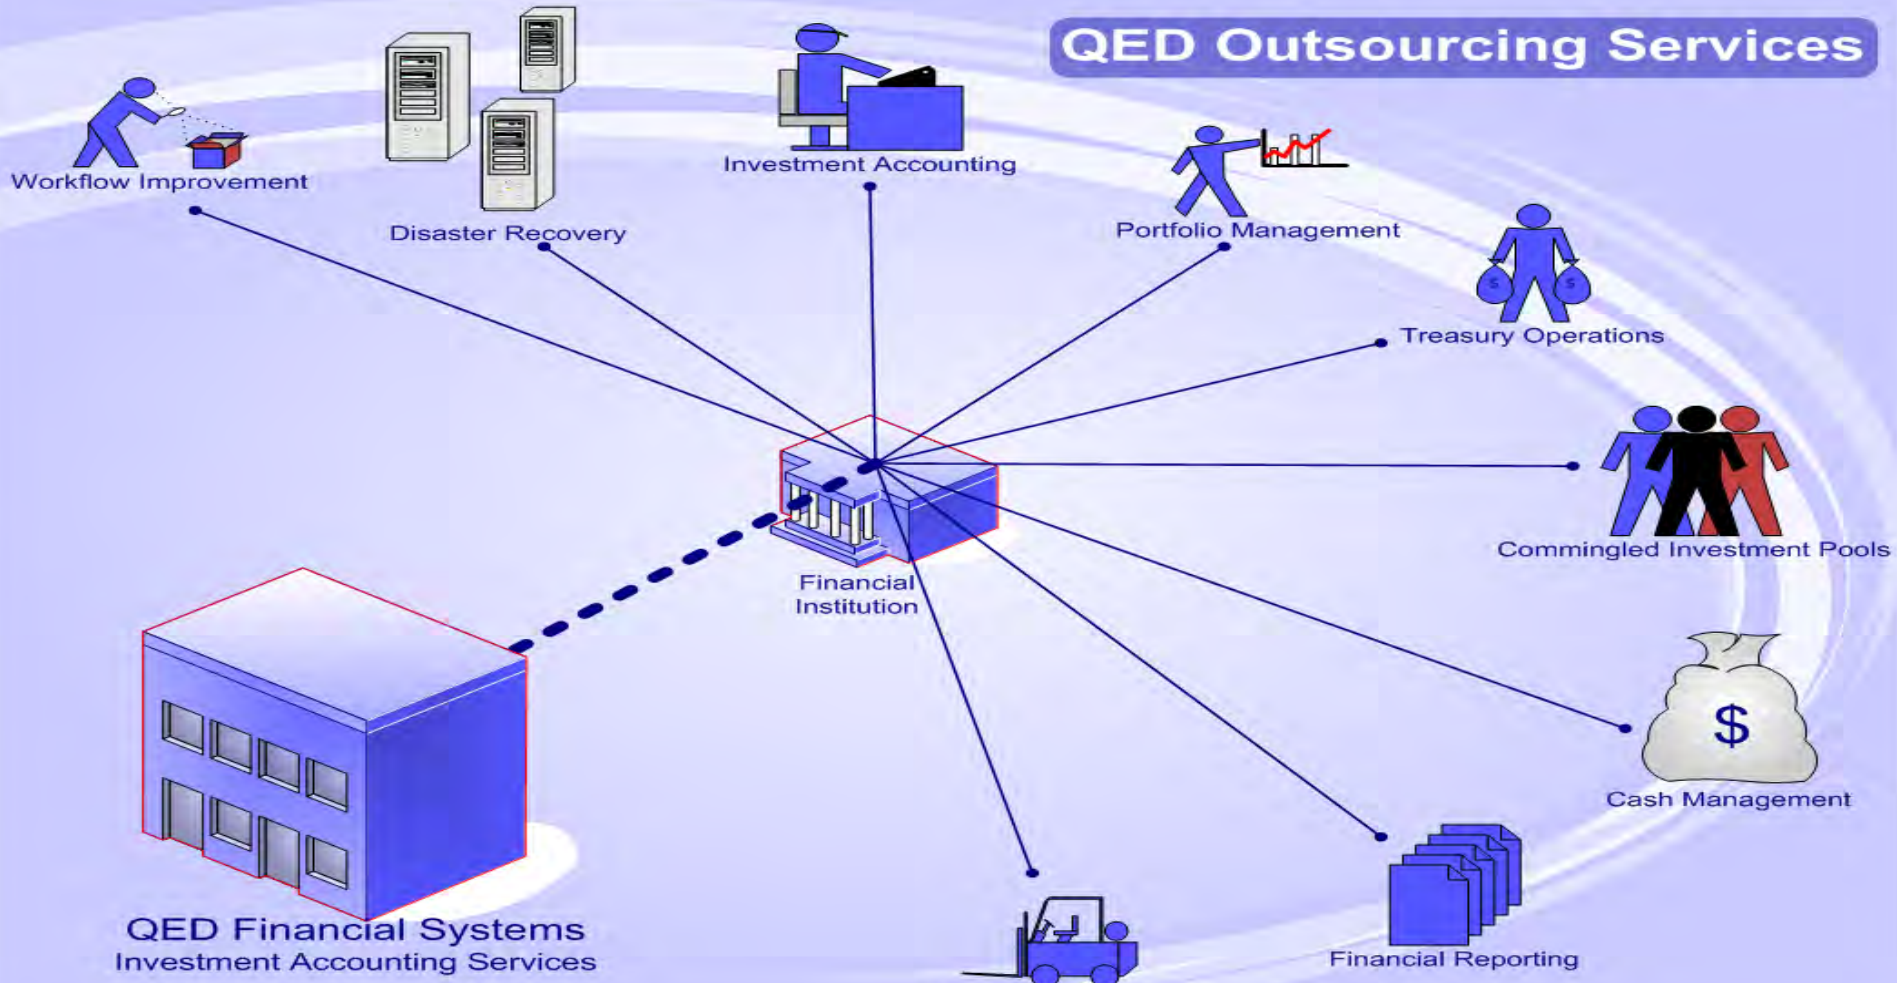 QED Outsourcing Services
Workflow Improvement
Disaster Recovery
Investment Accounting
Portfolio Management
Treasury Operations
$ $
Commingled Investment Pools
Financial
Institution
$
Cash Management
Financial Reporting
QED Financial Systems
Investment Accounting Services